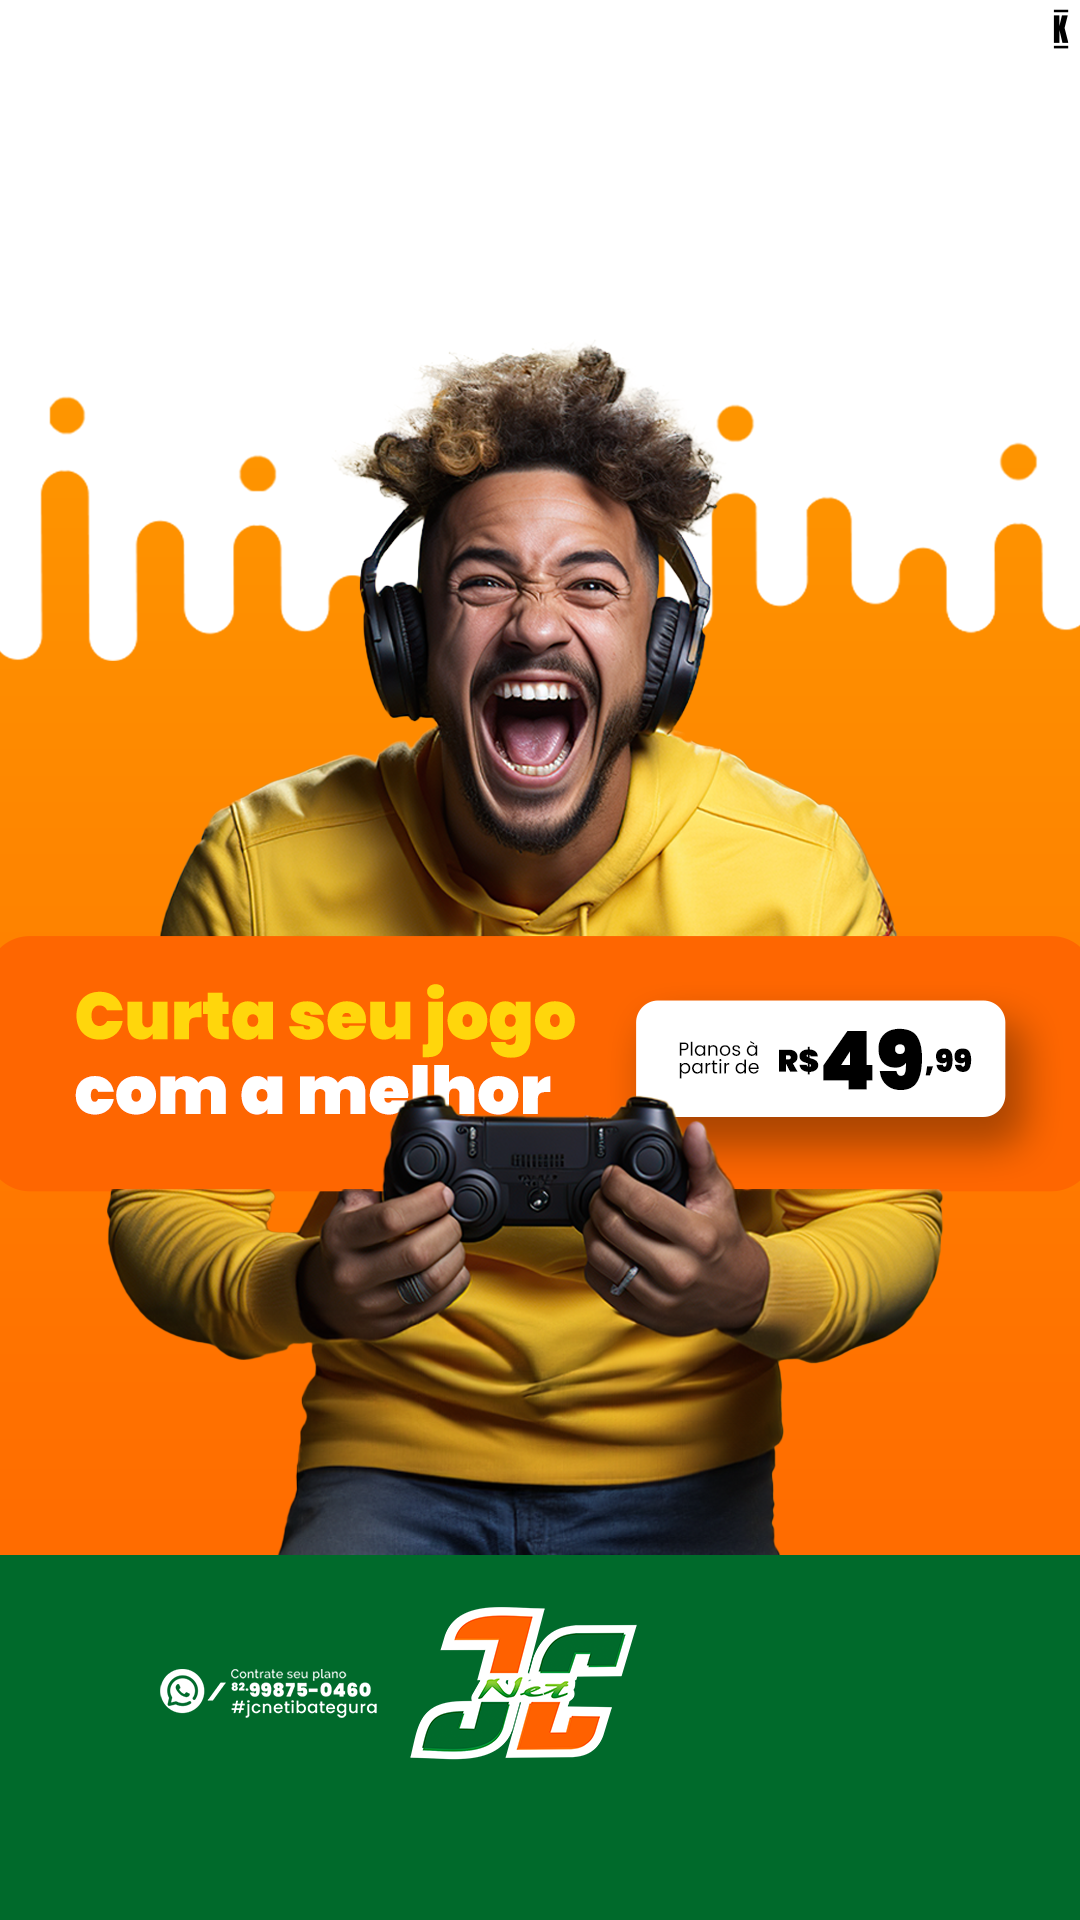 K
Curta seu jogo
com a melhor
Planos à
partir de
R$49,99
Contrate seu plano
82.99875-0460
#jcnetibategura
JC
Net